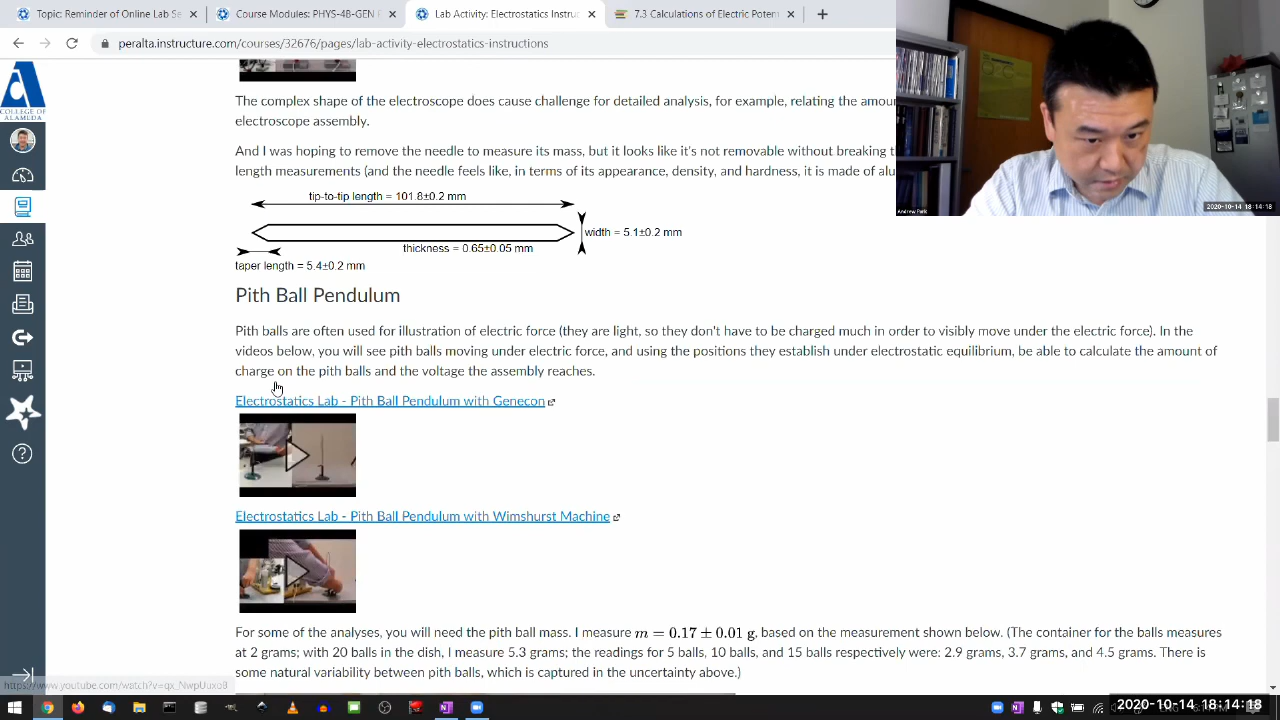 Topic: Reminder of Online Lab Se
Course Modules: PHYS-4B-GEN E
Lab Activity: Electrostatics Instruc
7.3 Calculations of Electric Poten
peralta.instructure.com/courses/32676/pages/lab-activity-electrostatics-instructions
COLLEGE OF
ALAMEDA
The complex shape of the electroscope does cause challenge for detailed analysis, for example, relating the amou
electroscope assembly.
And I was hoping to remove the needle to measure its mass, but it looks like it's not removable without breaking t
length measurements (and the needle feels like, in terms of its appearance, density, and hardness, it is made of alu
Andrew Park
2020-10-14 18:14:18
tip-to-tip length = 101.8±0.2 mm
width = 5.1±0.2 mm
thickness = 0.65±0.05 mm
taper length = 5.4±0.2 mm
Pith Ball Pendulum
Pith balls are often used for illustration of electric force (they are light, so they don't have to be charged much in order to visibly move under the electric force). In the
videos below, you will see pith balls moving under electric force, and using the positions they establish under electrostatic equilibrium, be able to calculate the amount of
charge on the pith balls and the voltage the assembly reaches.
Electrostatics Lab - Pith Ball Pendulum with Genecon
Electrostatics Lab - Pith Ball Pendulum with Wimshurst Machine
For some of the analyses, you will need the pith ball mass. I measure m = 0.17 ± 0.01 g, based on the measurement shown below. (The container for the balls measures
at 2 grams; with 20 balls in the dish, I measure 5.3 grams; the readings for 5 balls, 10 balls, and 15 balls respectively were: 2.9 grams, 3.7 grams, and 4.5 grams. There is
some natural variability between pith balls, which is captured in the uncertainty above.)
2020-10-14 18:14:18